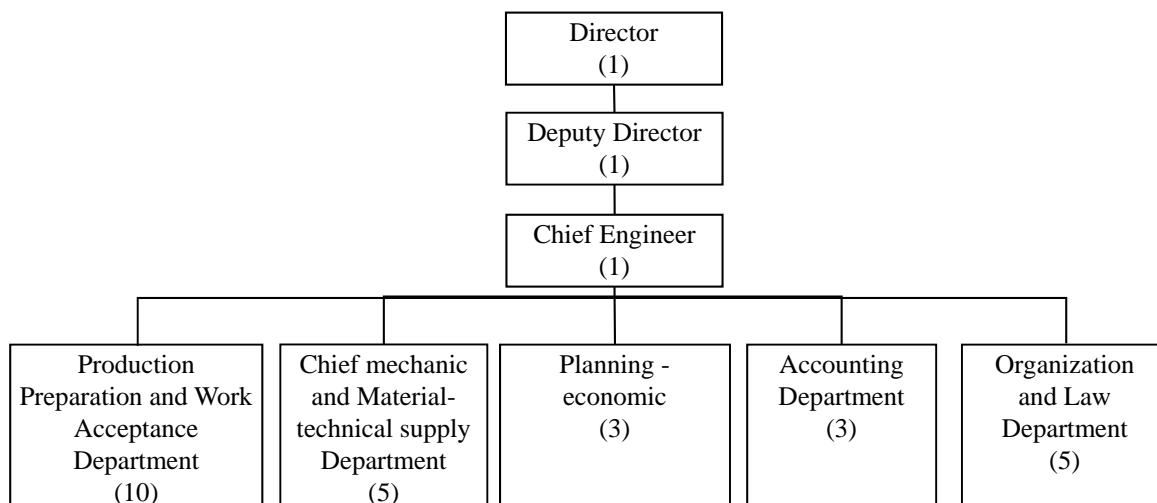 Director
(1)
Deputy Director
(1)
Chief Engineer
(1)
Production
Preparation and Work
Acceptance
Department
(10)
Chief mechanic
and Material-
technical supply
Department
(5)
Planning -
economic
(3)
Accounting
Department
(3)
Organization
and Law
Department
(5)